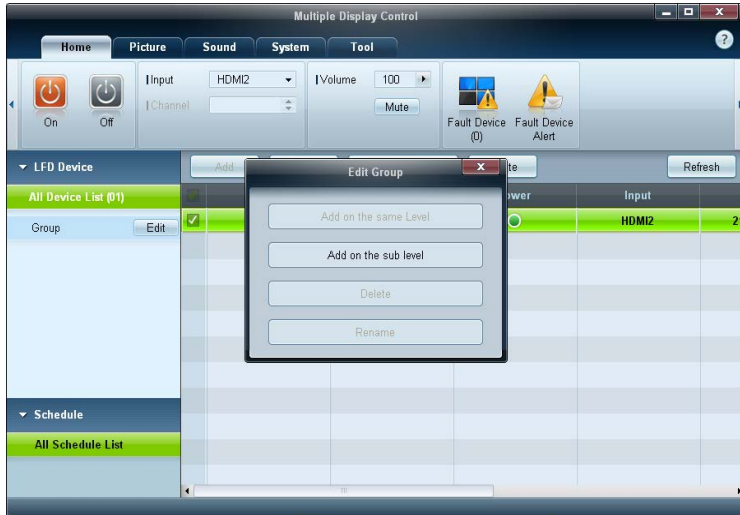 Multiple Display Control
Home Picture Sound System Tool
?
Input HDMI2
Channel
Volume 100
Mute
On Off
Fault Device (0)
Fault Device Alert
LFD Device
Add
Refresh
Edit Group
All Device List (01)
Input
Group Edit
HDMI2
Add on the same Level
Add on the sub level
Delete
Rename
Schedule
All Schedule List